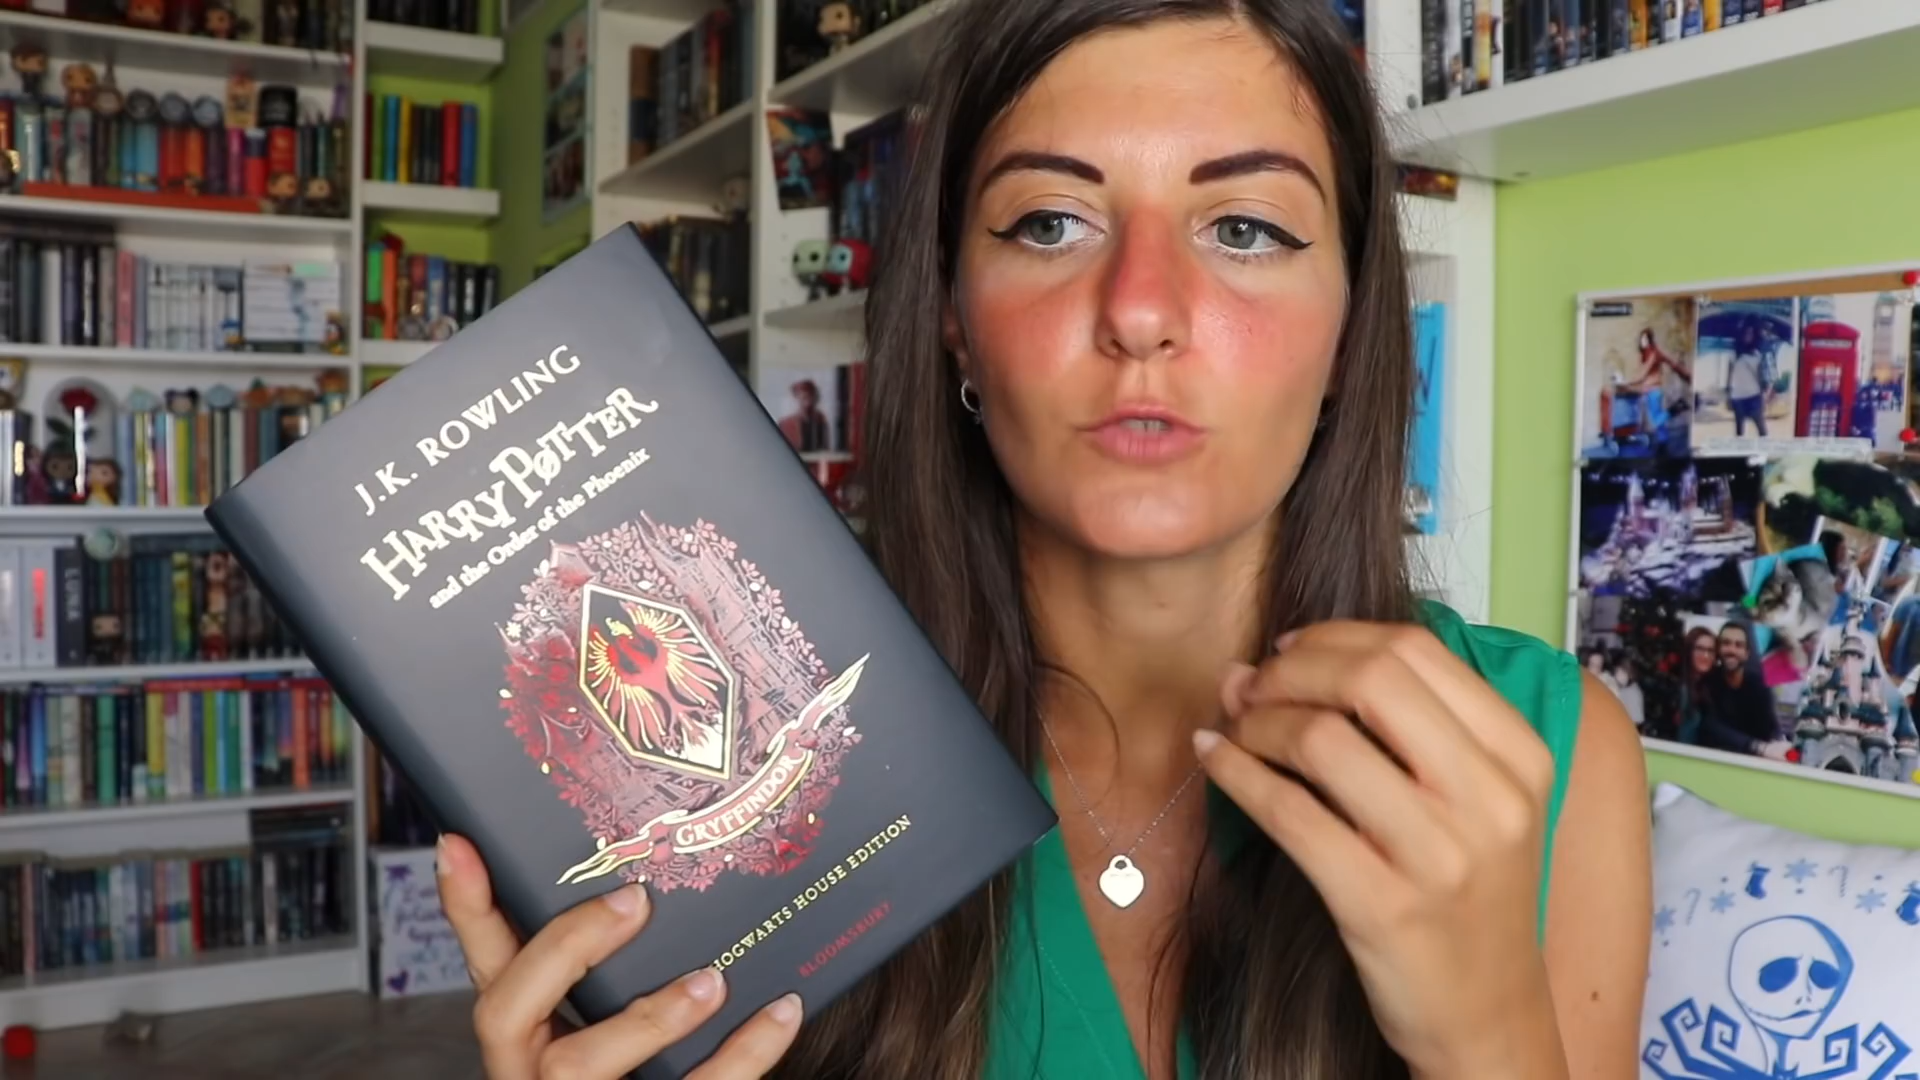 J.K. ROWLING
HARRY POTTER
and the Order of the Phoenix
GRYFFINDOR
HOGWARTS HOUSE EDITION
BLOOMSBURY